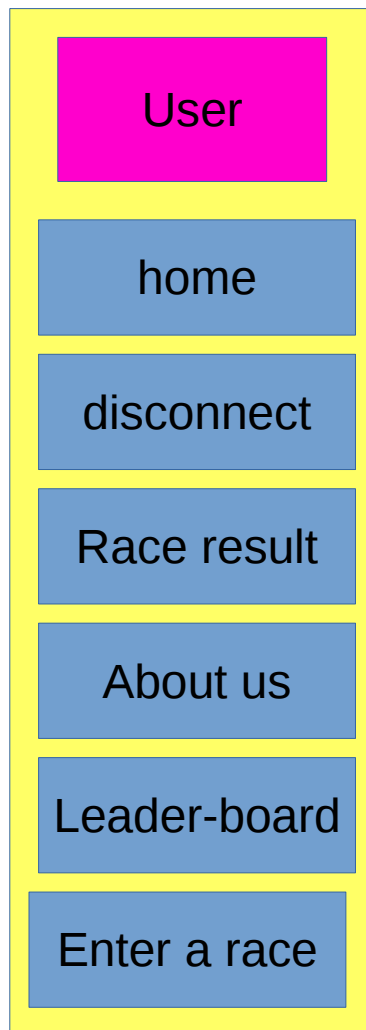 User
home
disconnect
Race result
About us
Leader-board
Enter a race